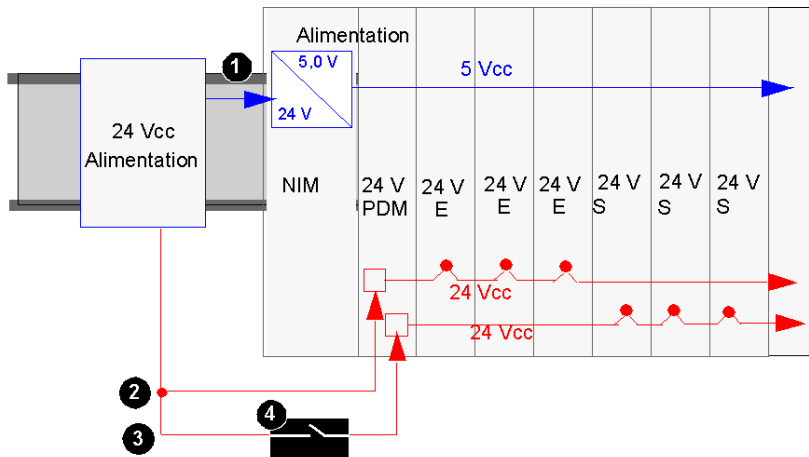 Alimentation
1
5,0 V
24 V
5 Vcc
24 Vcc
Alimentation
NIM
24 V
PDM
24 V
E
24 V
E
24 V
E
24 V
S
24 V
S
24 V
S
24 Vcc
24 Vcc
2
3
4